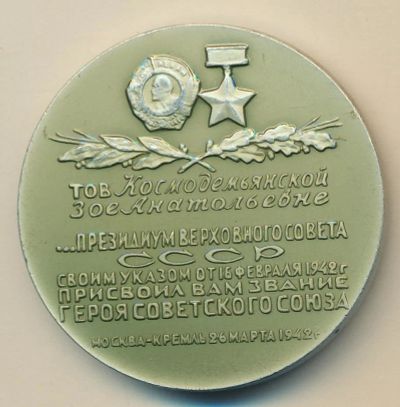 ТОВ Космодемьянской
Зое Анатольевне
...ПРЕЗИДИУМ ВЕРХОВНОГО СОВЕТА
СССР
СВОИМ УКАЗОМ ОТ 16 ФЕВРАЛЯ 1942 г
ПРИСВОИЛ ВАМ ЗВАНИЕ
ГЕРОЯ СОВЕТСКОГО СОЮЗА
МОСКВА-КРЕМЛЬ 26 МАРТА 1942 г